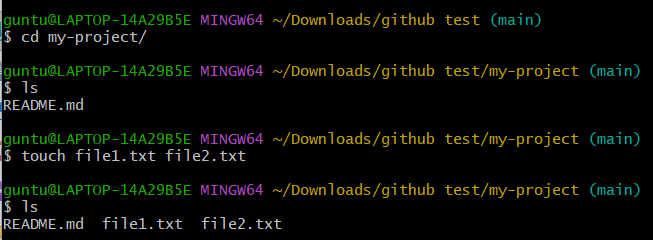 guntu@LAPTOP-14A29B5E MINGW64 ~/Downloads/github test (main)
$ cd my-project/
guntu@LAPTOP-14A29B5E MINGW64 ~/Downloads/github test/my-project (main)
$ ls
README.md
guntu@LAPTOP-14A29B5E MINGW64 ~/Downloads/github test/my-project (main)
$ touch file1.txt file2.txt
guntu@LAPTOP-14A29B5E MINGW64 ~/Downloads/github test/my-project (main)
$ ls
README.md  file1.txt  file2.txt